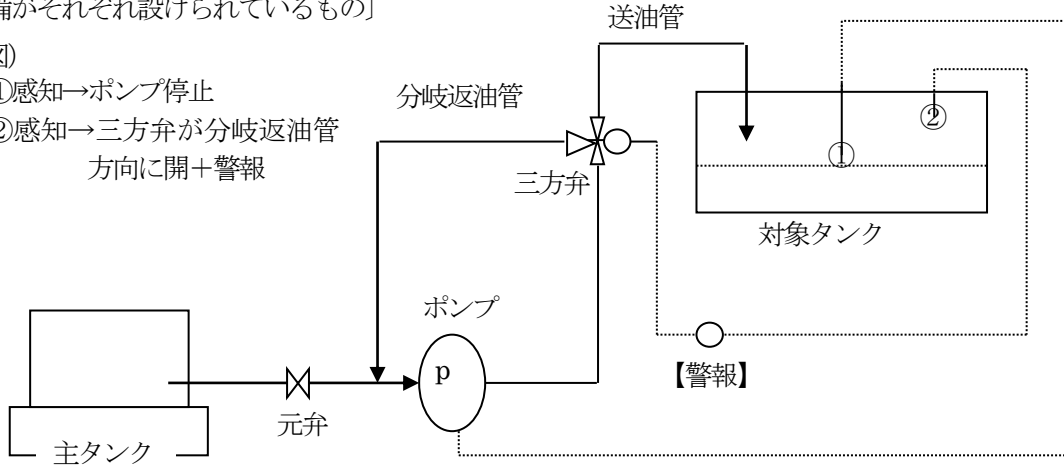 備がそれぞれ設けられているもの〕
図)
①感知→ポンプ停止
②感知→三方弁が分岐返油管
方向に開＋警報
送油管
分岐返油管
②
①
三方弁
対象タンク
ポンプ
p
【警報】
元弁
主タンク